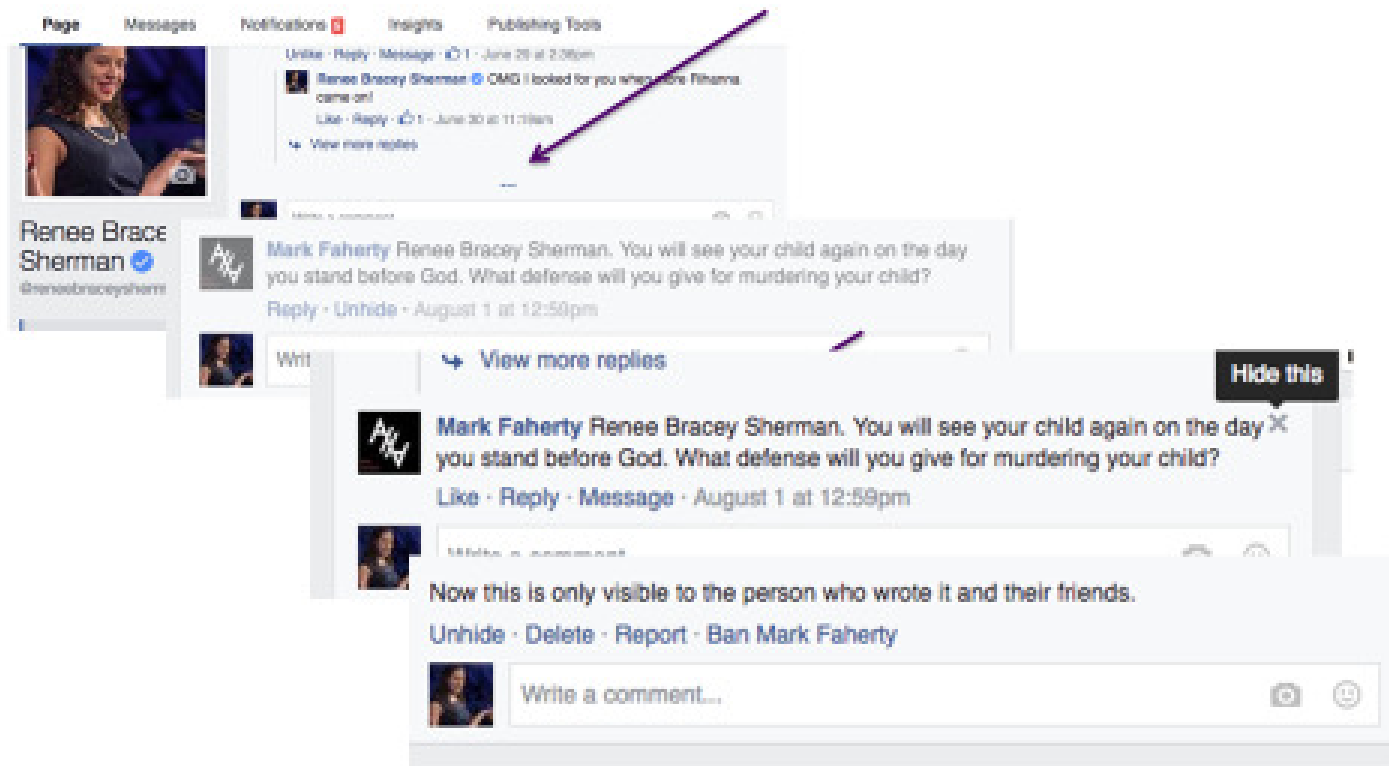 Page Messages Notifications 5 Insights Publishing Tools
Unlike · Reply · Message · 1 · June 29 at 2:36pm
Renee Bracey Sherman OMG I looked for you when Rihanna
came on!
Like · Reply · 1 · June 30 at 11:19am
View more replies
Write a comment
Renee Brace
Sherman
Mark Faherty Renee Bracey Sherman. You will see your child again on the day
you stand before God. What defense will you give for murdering your child?
Reply · Unhide · August 1 at 12:59pm
Writ
View more replies
Hide this
Mark Faherty Renee Bracey Sherman. You will see your child again on the day
you stand before God. What defense will you give for murdering your child?
Like · Reply · Message · August 1 at 12:59pm
Write a comment
Now this is only visible to the person who wrote it and their friends.
Unhide · Delete · Report · Ban Mark Faherty
Write a comment...